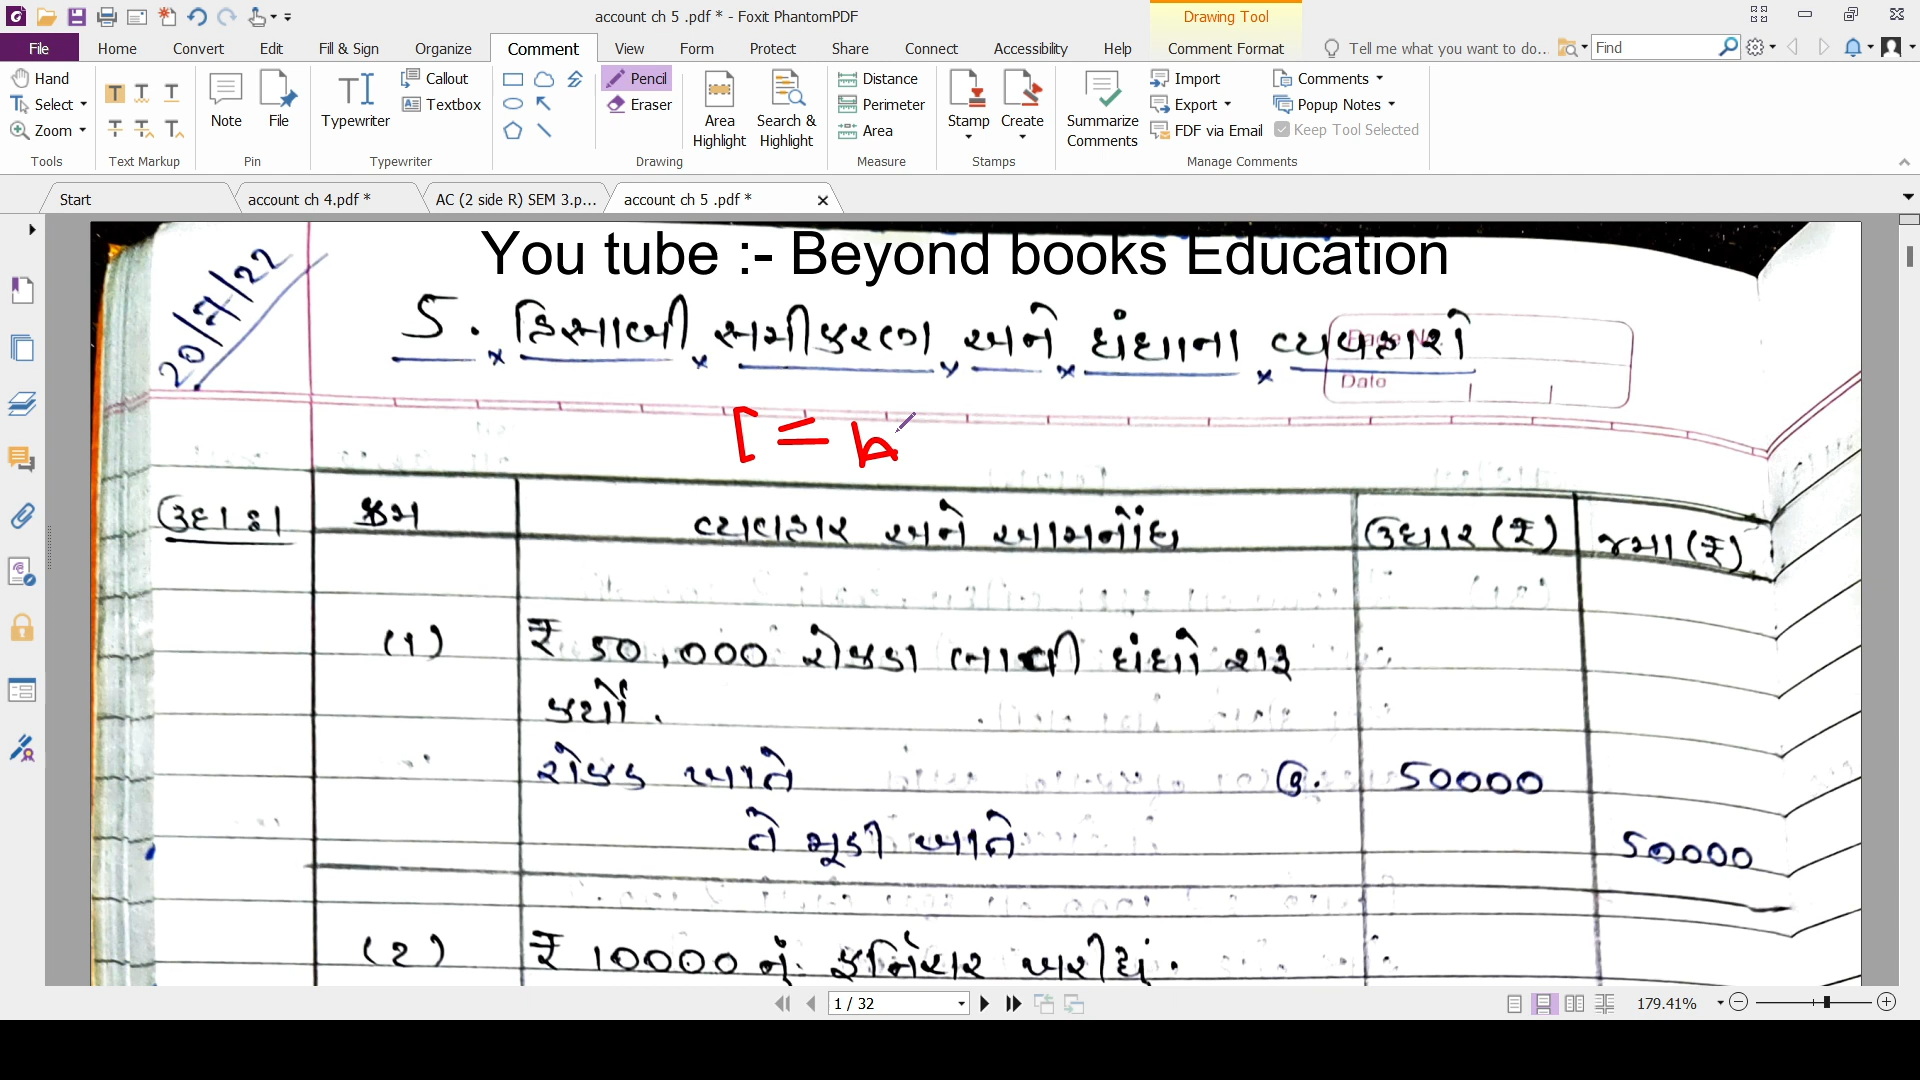 account ch 5 .pdf * - Foxit PhantomPDF
Drawing Tool
File Home Convert Edit Fill & Sign Organize Comment View Form Protect Share Connect Accessibility Help Comment Format Tell me what you want to do... Find
Hand
Select
Zoom
Tools
Text Markup
Note
File
Pin
Typewriter
Callout
Textbox
Typewriter
Pencil
Eraser
Area Highlight
Search & Highlight
Drawing
Distance
Perimeter
Area
Measure
Stamp
Create
Stamps
Summarize Comments
Import
Export
FDF via Email
Comments
Popup Notes
Keep Tool Selected
Manage Comments
Start
account ch 4.pdf *
AC (2 side R) SEM 3.p...
account ch 5 .pdf *
You tube :- Beyond books Education
20/7/22
5. હિસાબી સમીકરણ અને ધંધાના વ્યવહારો
Page No.
Date
ઉદા ક્રમ વ્યવહાર અને આમનોંધ ઉધાર (₹) જમા (₹)
(1) ₹ 50,000 રોકડા લાવી ધંધો શરૂ
કર્યો.
રોકડ ખાતે ઉ. 50000
તે મૂડી ખાતે 50000
(2) ₹ 10000 નું ફર્નિચર ખરીદ્યું.
1 / 32
179.41%